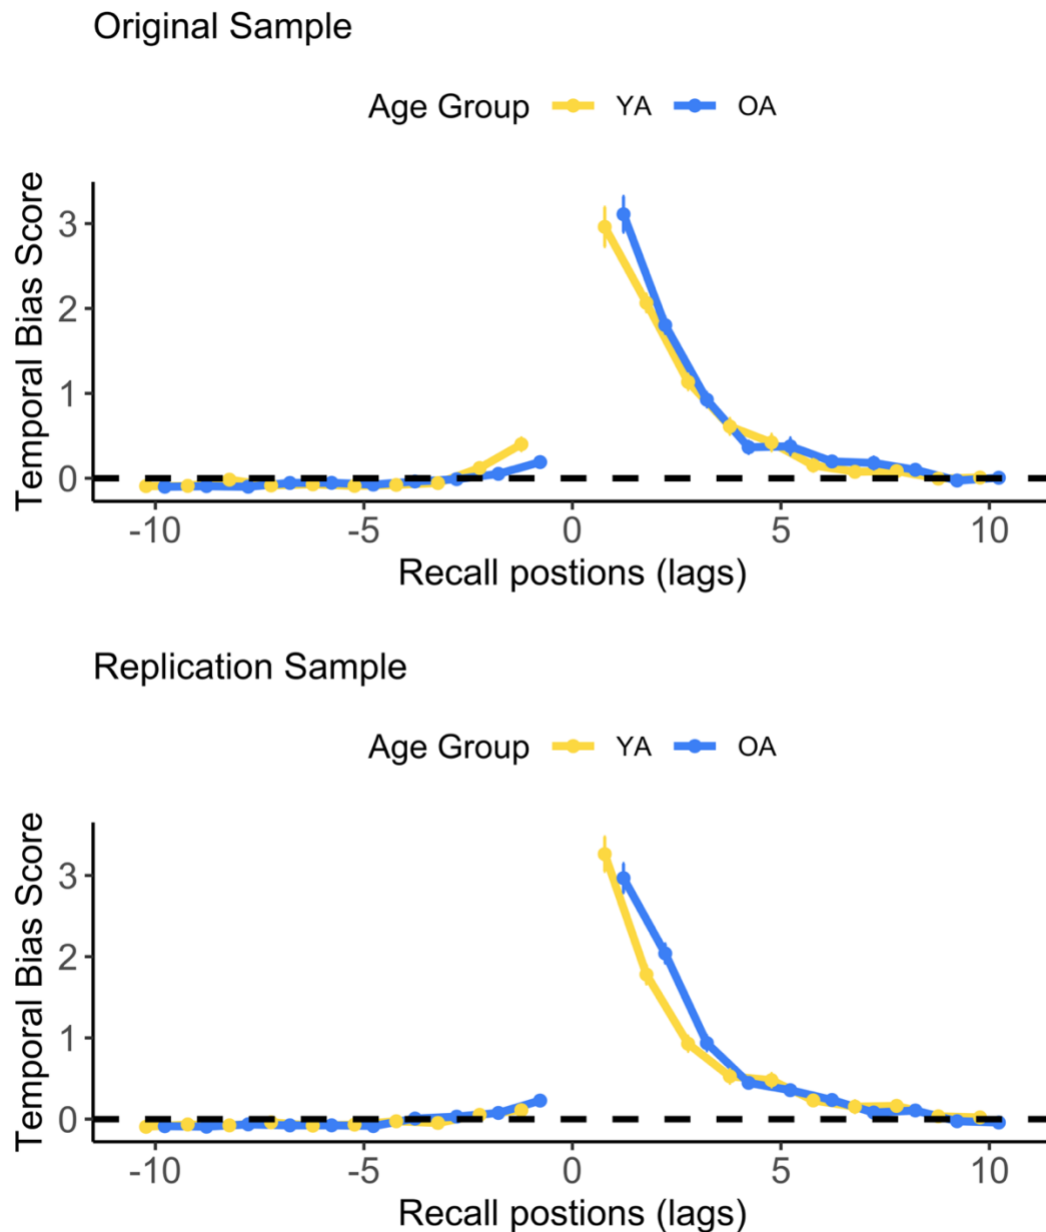 Original Sample
Age Group YA OA
Temporal Bias Score
3
2
1
0
-10 -5 0 5 10
Recall postions (lags)
Replication Sample
Age Group YA OA
Temporal Bias Score
3
2
1
0
-10 -5 0 5 10
Recall postions (lags)